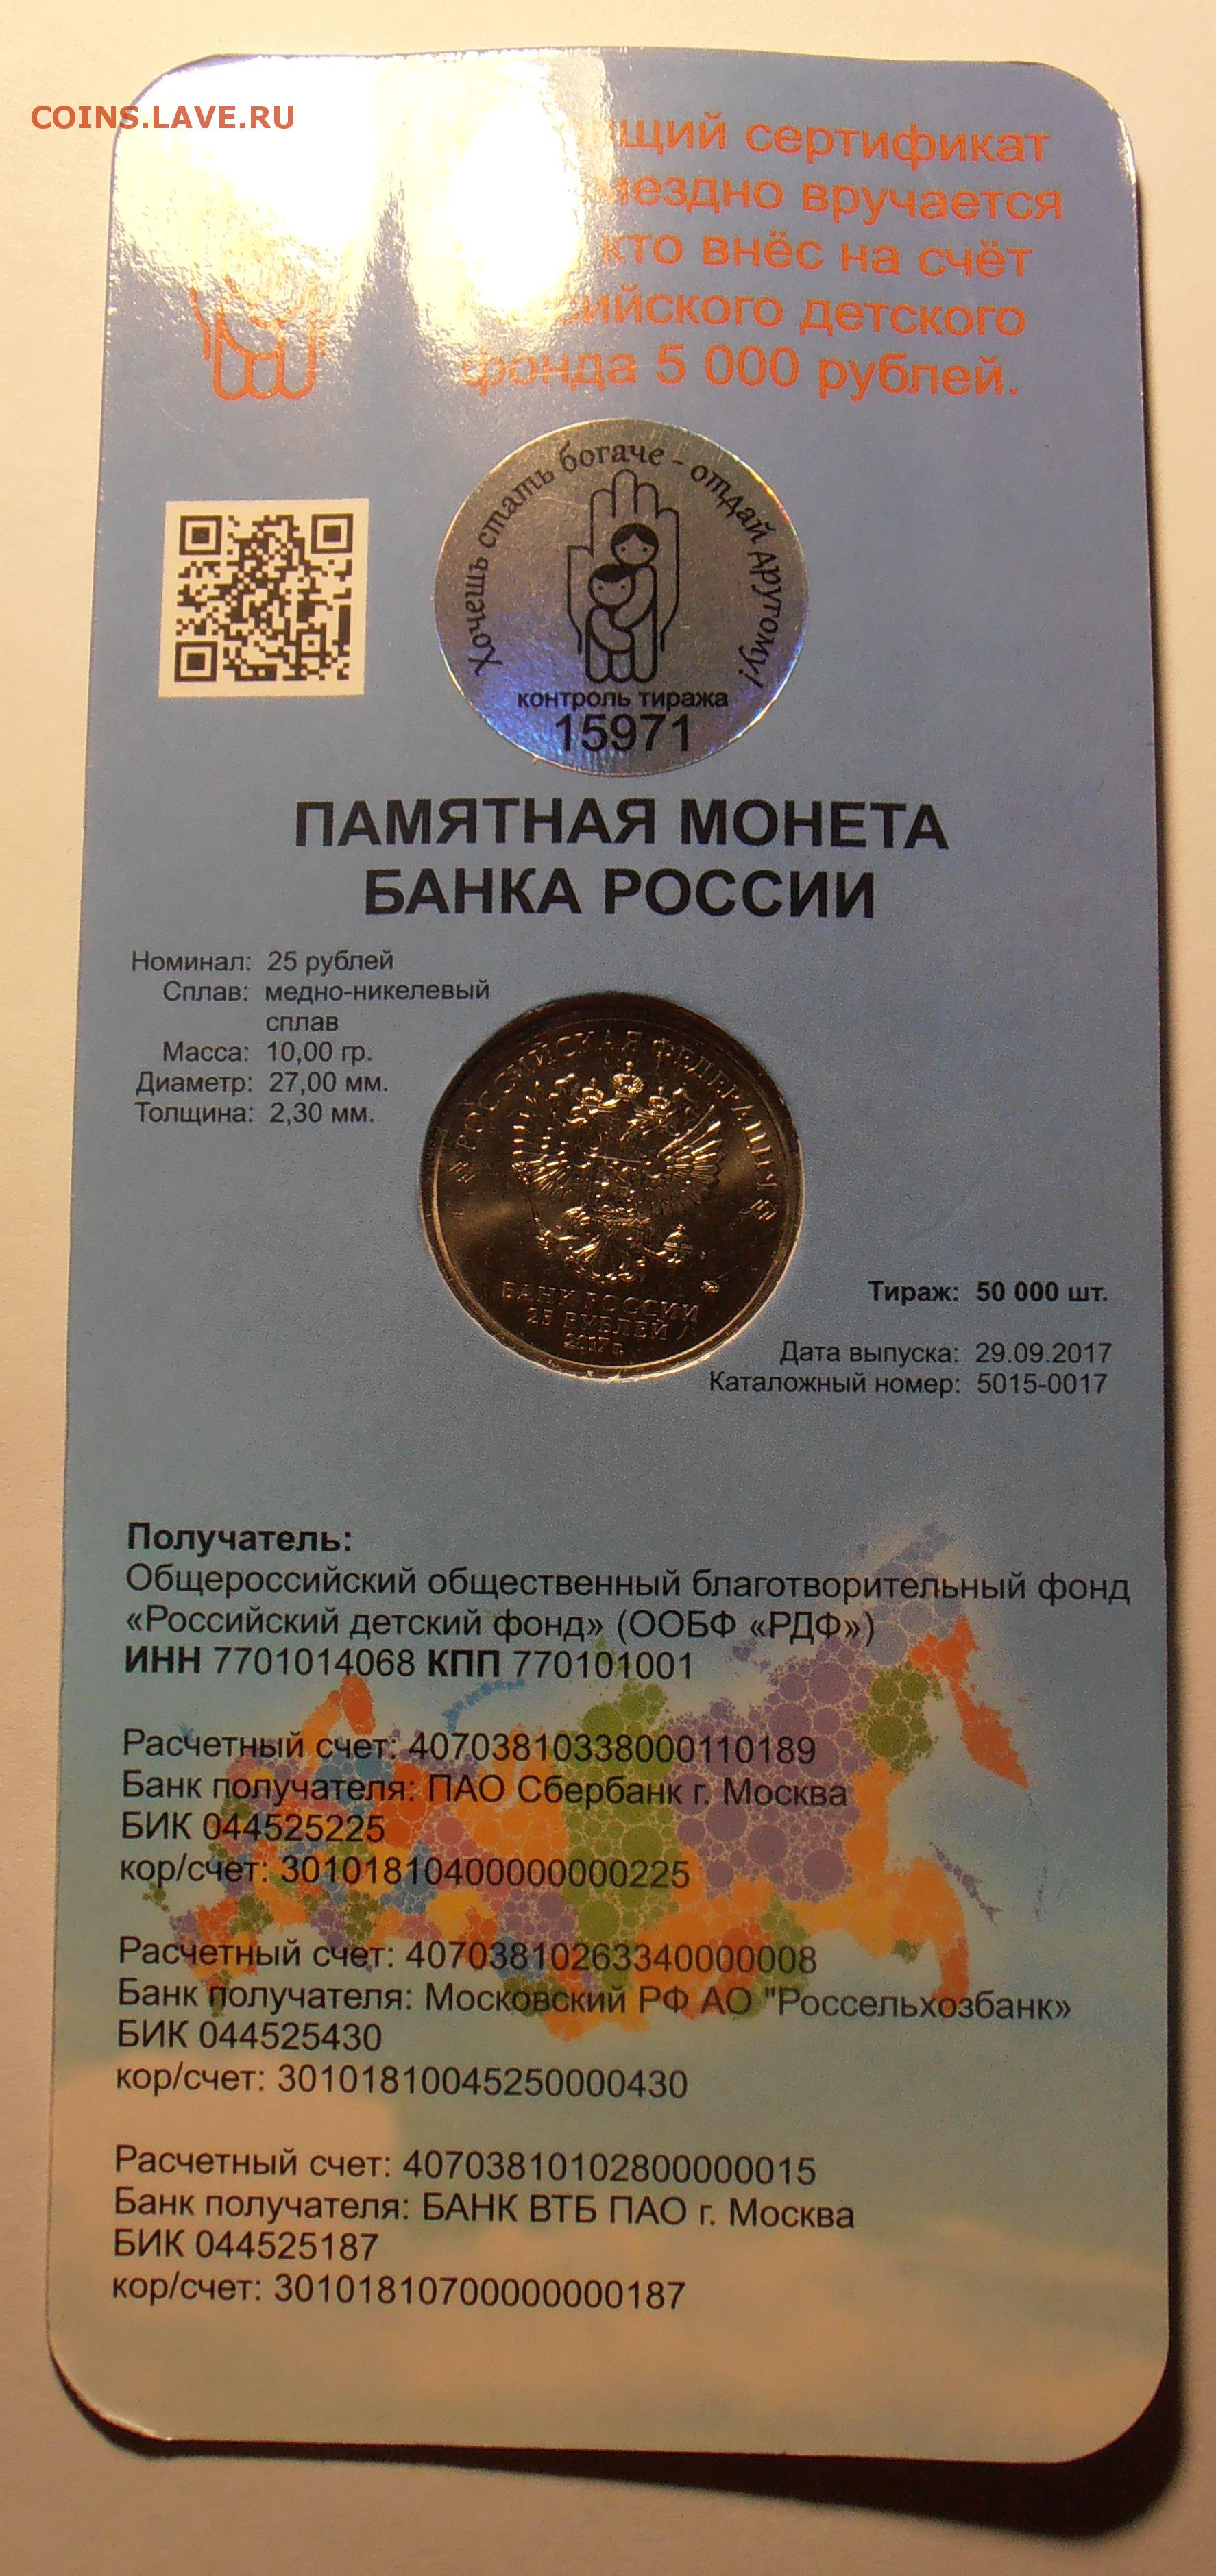 COINS.LAVE.RU
сертификат
вручается
кто внёс на счёт
детского
фонда 5 000 рублей.
Хочешь стать богаче - отдай другому!
контроль тиража
15971
ПАМЯТНАЯ МОНЕТА
БАНКА РОССИИ
Номинал: 25 рублей
Сплав: медно-никелевый
сплав
Масса: 10,00 гр.
Диаметр: 27,00 мм.
Толщина: 2,30 мм.
РОССИЙСКАЯ ФЕДЕРАЦИЯ
БАНК РОССИИ
25 РУБЛЕЙ
2017 г.
Тираж: 50 000 шт.
Дата выпуска: 29.09.2017
Каталожный номер: 5015-0017
Получатель:
Общероссийский общественный благотворительный фонд
«Российский детский фонд» (ООБФ «РДФ»)
ИНН 7701014068 КПП 770101001
Расчетный счет: 40703810338000110189
Банк получателя: ПАО Сбербанк г. Москва
БИК 044525225
кор/счет: 30101810400000000225
Расчетный счет: 40703810263340000008
Банк получателя: Московский РФ АО "Россельхозбанк»
БИК 044525430
кор/счет: 30101810045250000430
Расчетный счет: 40703810102800000015
Банк получателя: БАНК ВТБ ПАО г. Москва
БИК 044525187
кор/счет: 30101810700000000187